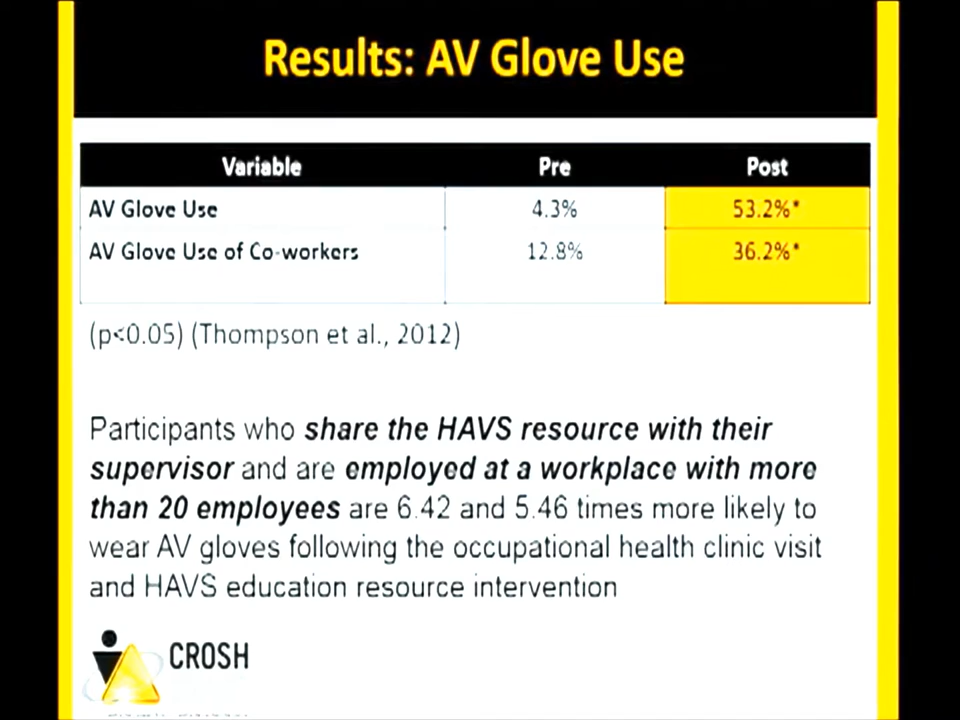 Results: AV Glove Use
Variable Pre Post
AV Glove Use 4.3% 53.2%*
AV Glove Use of Co-workers 12.8% 36.2%*
(p<0.05) (Thompson et al., 2012)
Participants who share the HAVS resource with their
supervisor and are employed at a workplace with more
than 20 employees are 6.42 and 5.46 times more likely to
wear AV gloves following the occupational health clinic visit
and HAVS education resource intervention
CROSH